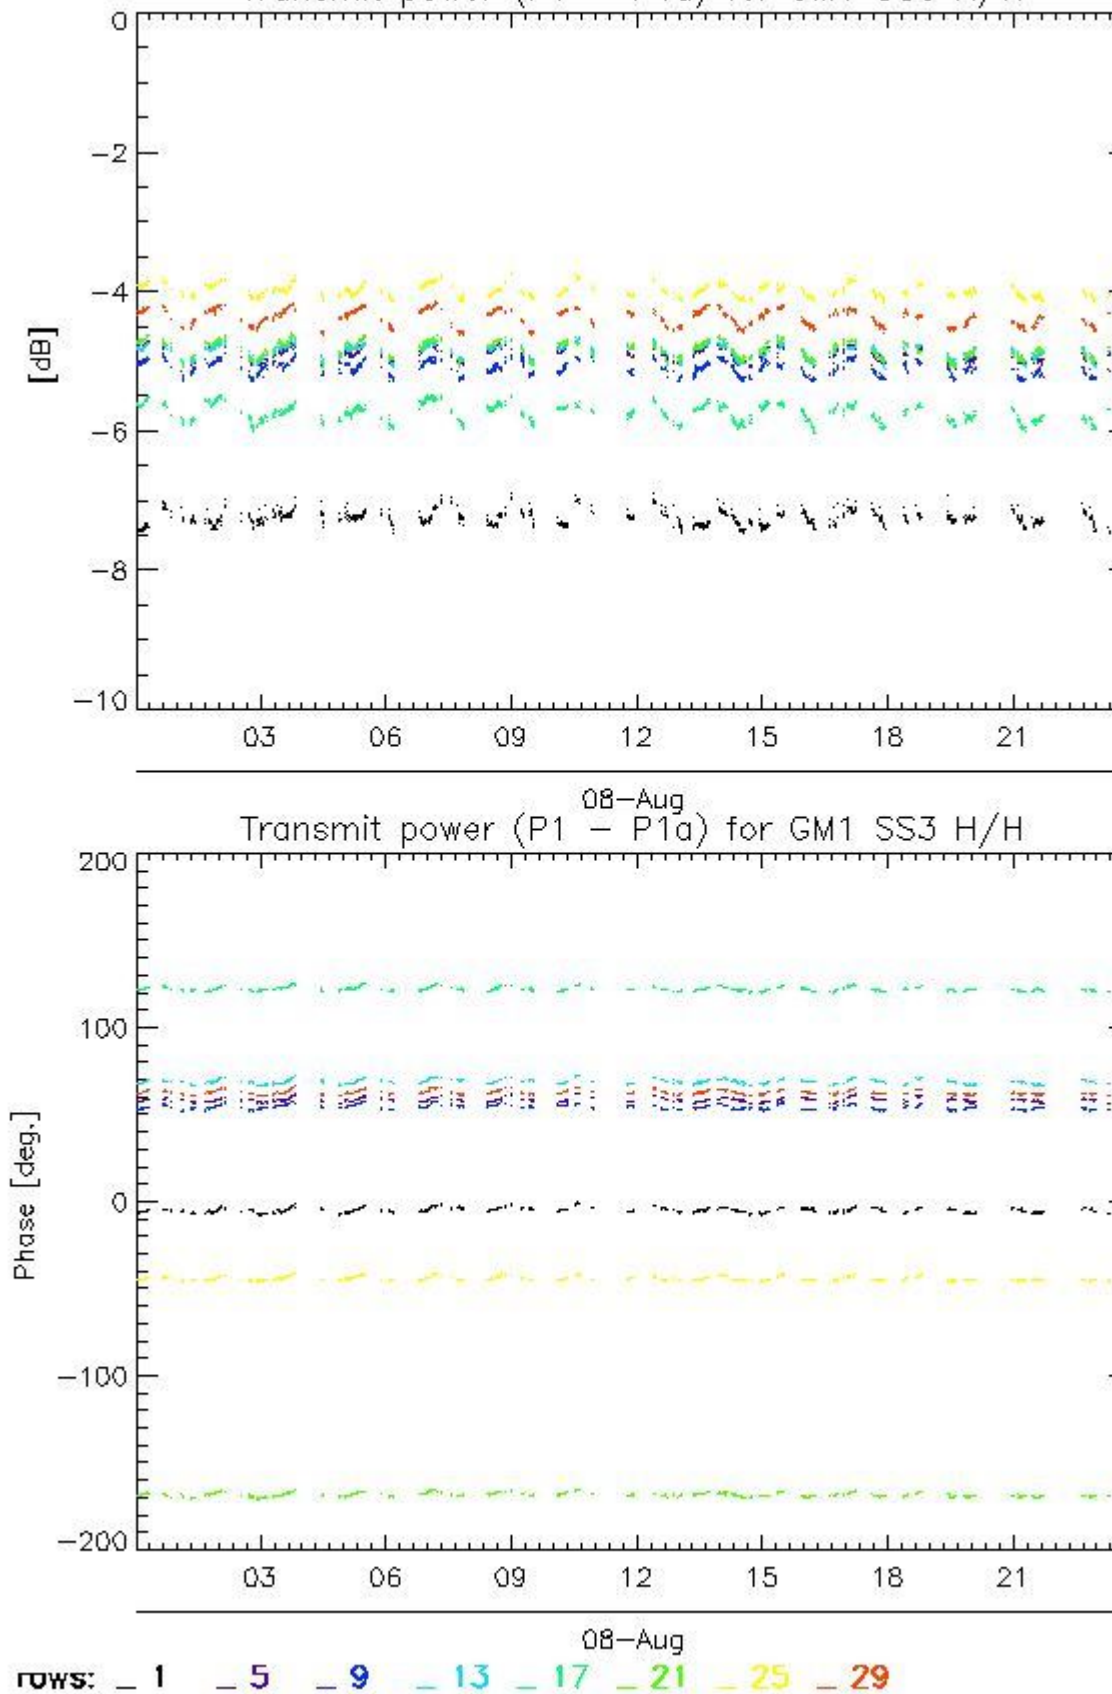 0
−2
−4
[dB]
−6
−8
−10
03 06 09 12 15 18 21
08−Aug
Transmit power (P1 − P1a) for GM1 SS3 H/H
200
100
0
Phase [deg.]
−100
−200
03 06 09 12 15 18 21
08−Aug
rows: _ 1 _ 5 _ 9 _ 13 _ 17 _ 21 _ 25 _ 29